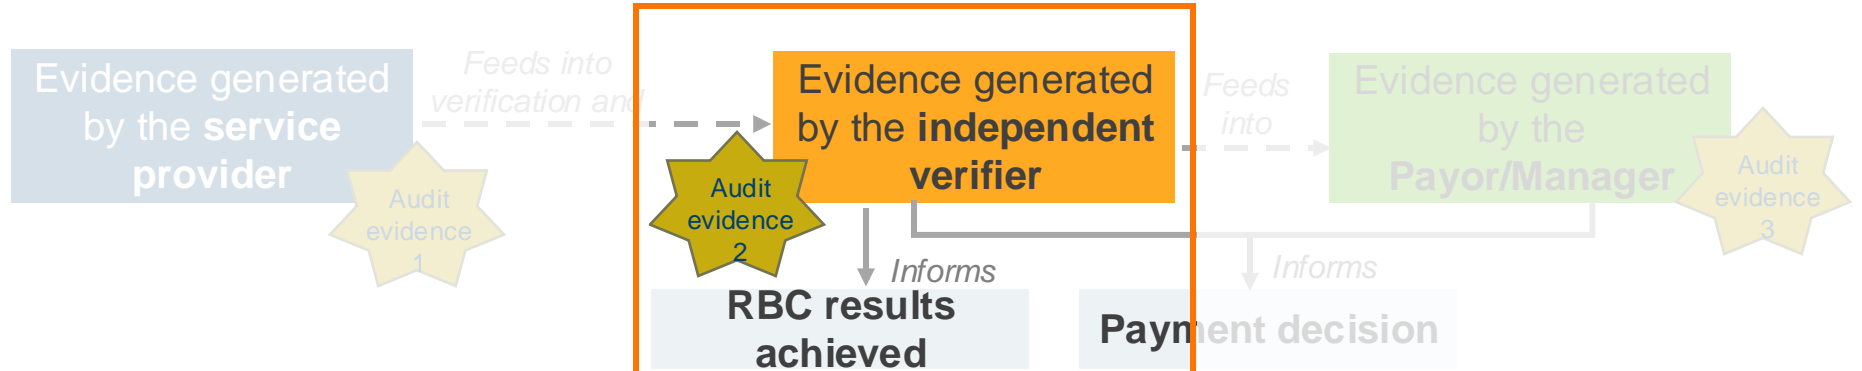 Evidence generated
by the service
provider
Audit
evidence
1
Feeds into
verification and
Evidence generated
by the independent
verifier
Audit
evidence
2
Informs
RBC results
achieved
Feeds
into
Evidence generated
by the
Payor/Manager
Audit
evidence
3
Informs
Payment decision